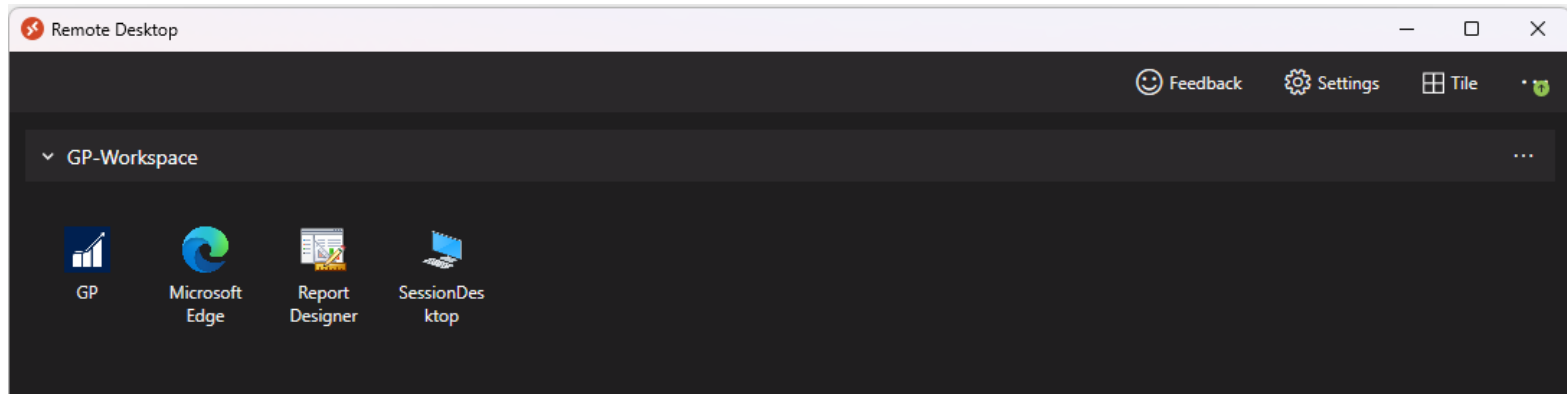 Remote Desktop
Feedback
Settings
Tile
GP-Workspace
GP
Microsoft
Edge
Report
Designer
SessionDes
ktop